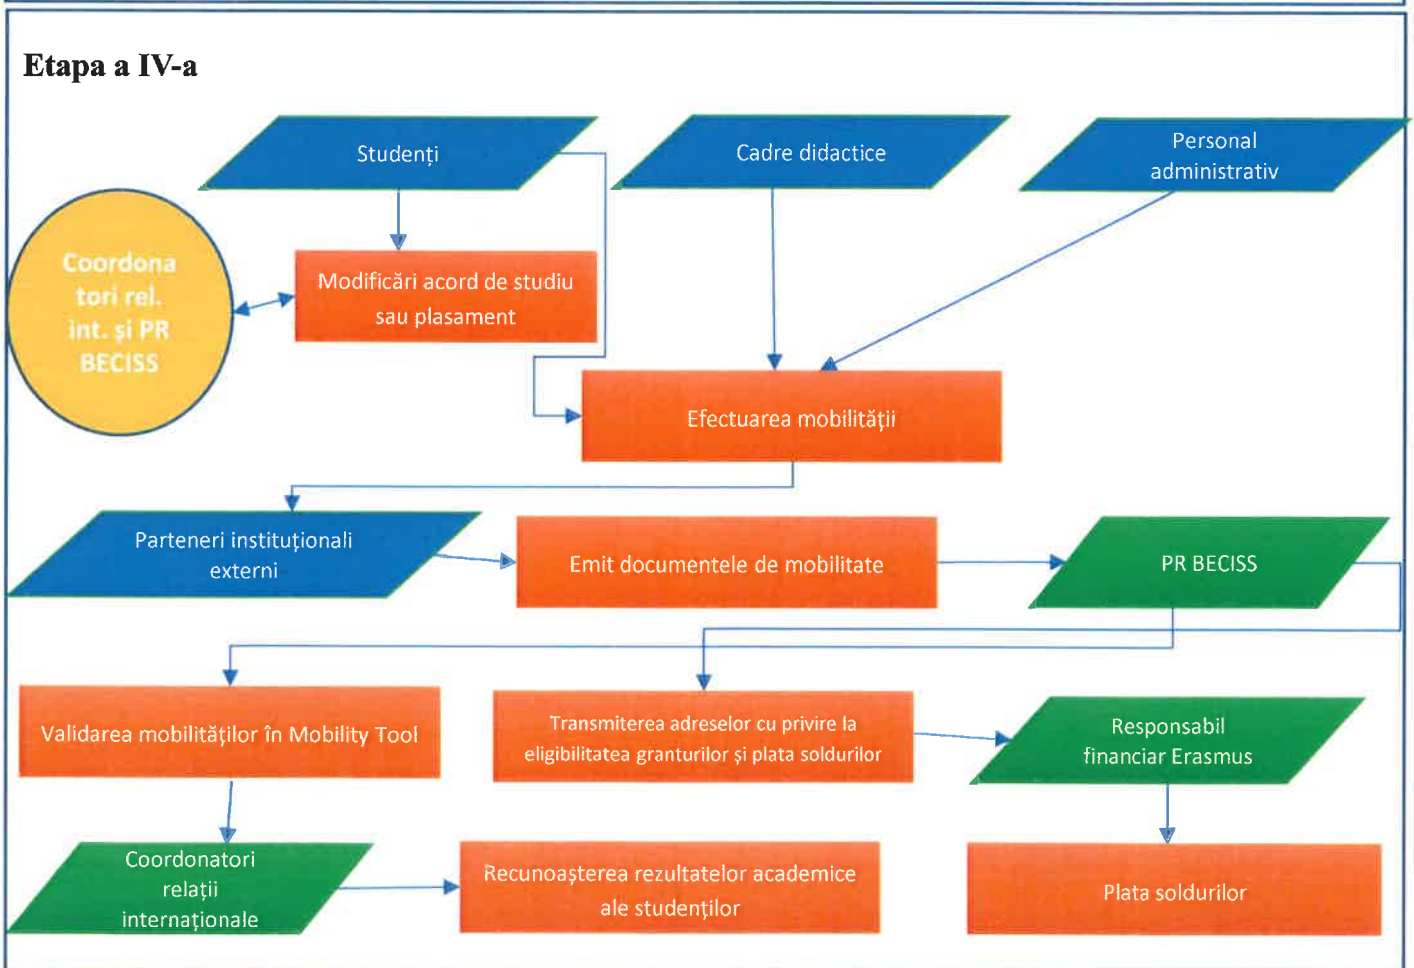 Etapa a IV-a
Studenți
Cadre didactice
Personal
administrativ
Coordona
tori rel.
int. și PR
BECISS
Modificări acord de studiu
sau plasament
Efectuarea mobilității
Parteneri instituționali
externi
Emit documentele de mobilitate
PR BECISS
Validarea mobilităților în Mobility Tool
Transmiterea adreselor cu privire la
eligibilitatea granturilor și plata soldurilor
Responsabil
financiar Erasmus
Coordonatori
relații
internaționale
Recunoașterea rezultatelor academice
ale studenților
Plata soldurilor